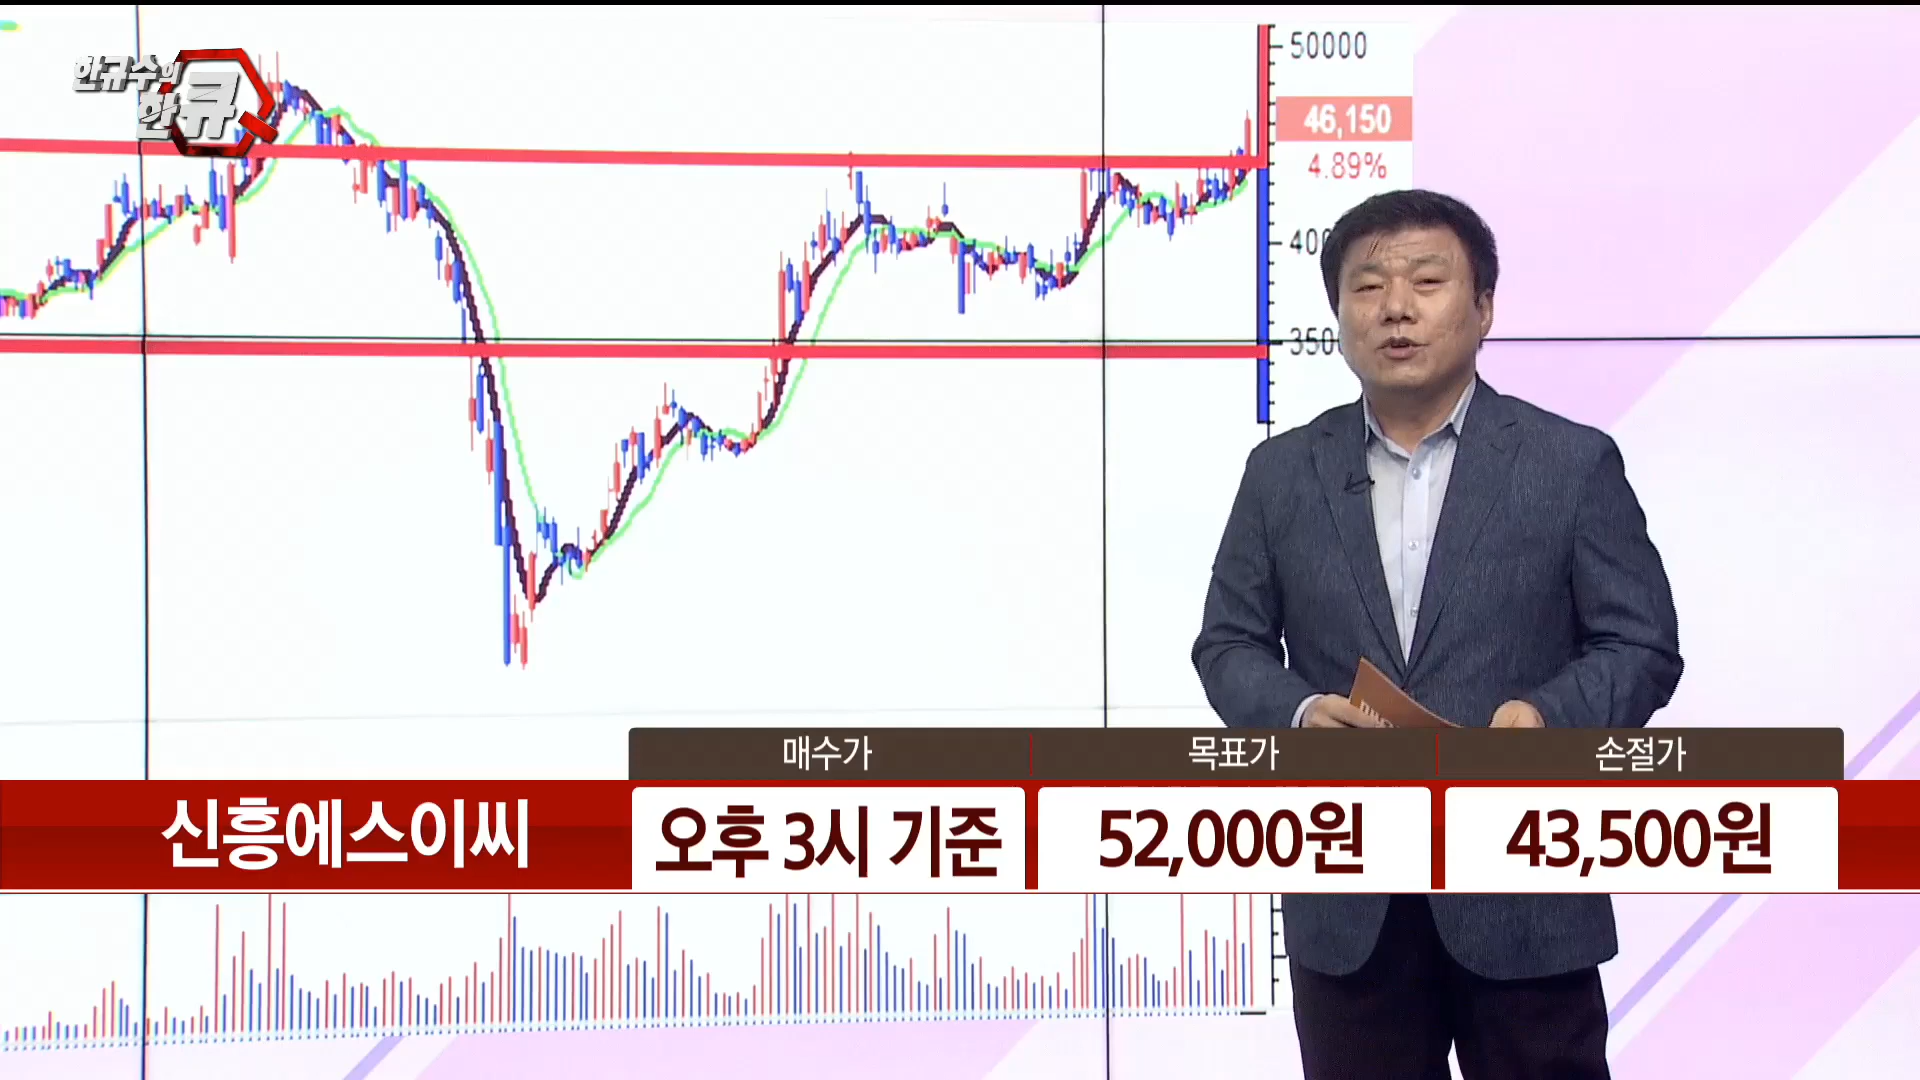 한규수의
한큐
50000
46,150
4.89%
매수가
목표가
손절가
신흥에스이씨
오후 3시 기준
52,000원
43,500원